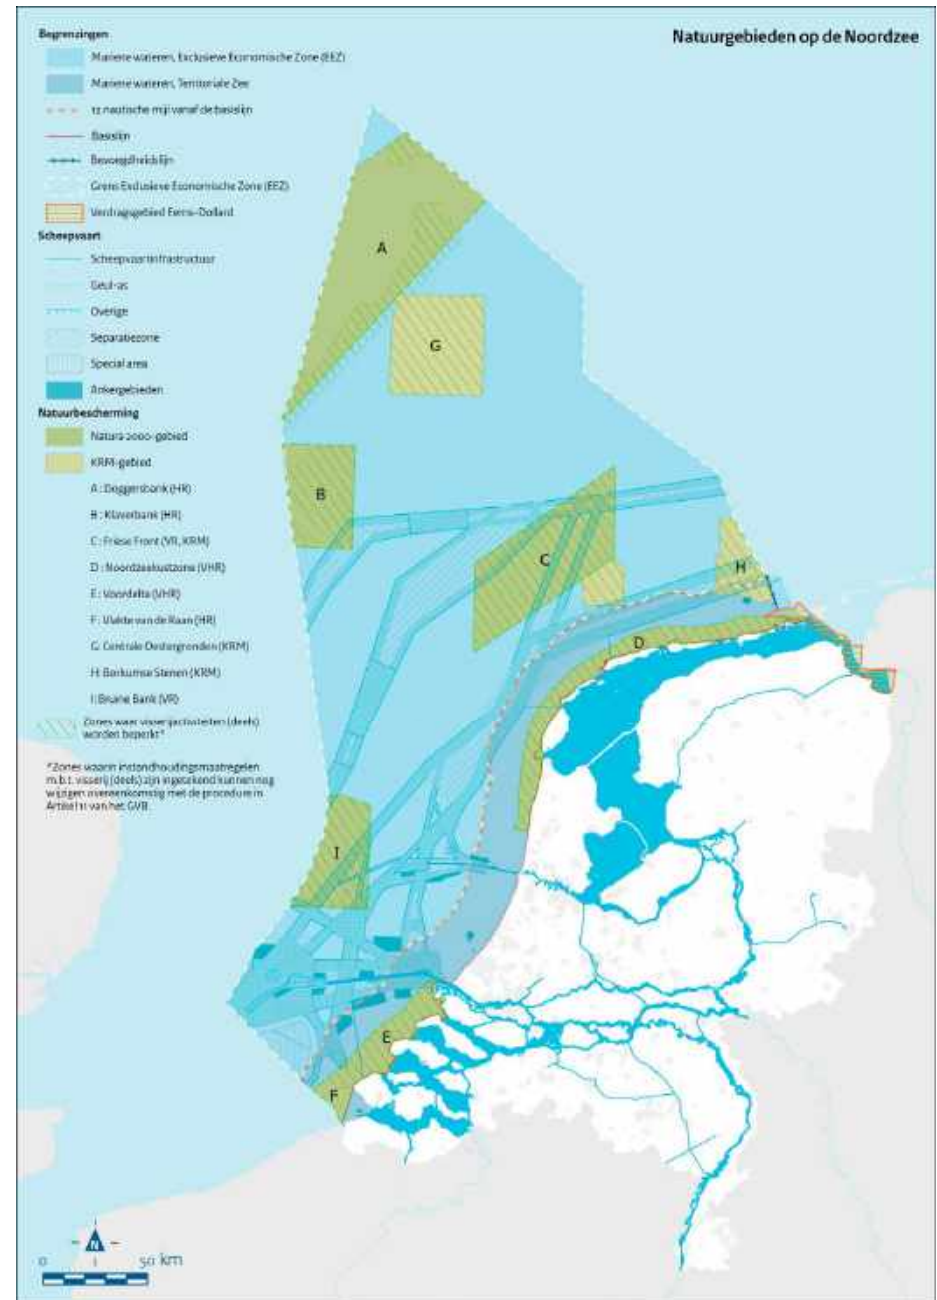 Natuurgebieden op de Noordzee
Begrenzingen
Mariene wateren, Exclusieve Economische Zone (EEZ)
Mariene wateren, Territoriale Zee
12 nautische mijl vanaf de basislijn
Basislijn
Bevoegdheidslijn
Grens Exclusieve Economische Zone (EEZ)
Verdragsgebied Eems-Dollard
Scheepvaart
Scheepvaartinfrastructuur
Geul-as
Overige
Separatiezone
Special area
Ankergebieden
Natuurbescherming
Natura 2000-gebied
KRM-gebied
A : Doggersbank (HR)
B : Klaverbank (HR)
C : Friese Front (VR, KRM)
D : Noordzeekustzone (VHR)
E : Voordelta (VHR)
F : Vlakte van de Raan (HR)
G: Centrale Oestergronden (KRM)
H: Borkumse Stenen (KRM)
I: Bruine Bank (VR)
Zones waar visserijactiviteiten (deels)
worden beperkt*
*Zones waarin instandhoudingsmaatregelen
m.b.t. visserij (deels) zijn ingetekend kunnen nog
wijzigen overeenkomstig met de procedure in
Artikel 11 van het GVB.
A
G
B
C
H
D
I
E
F
N
0
50 km